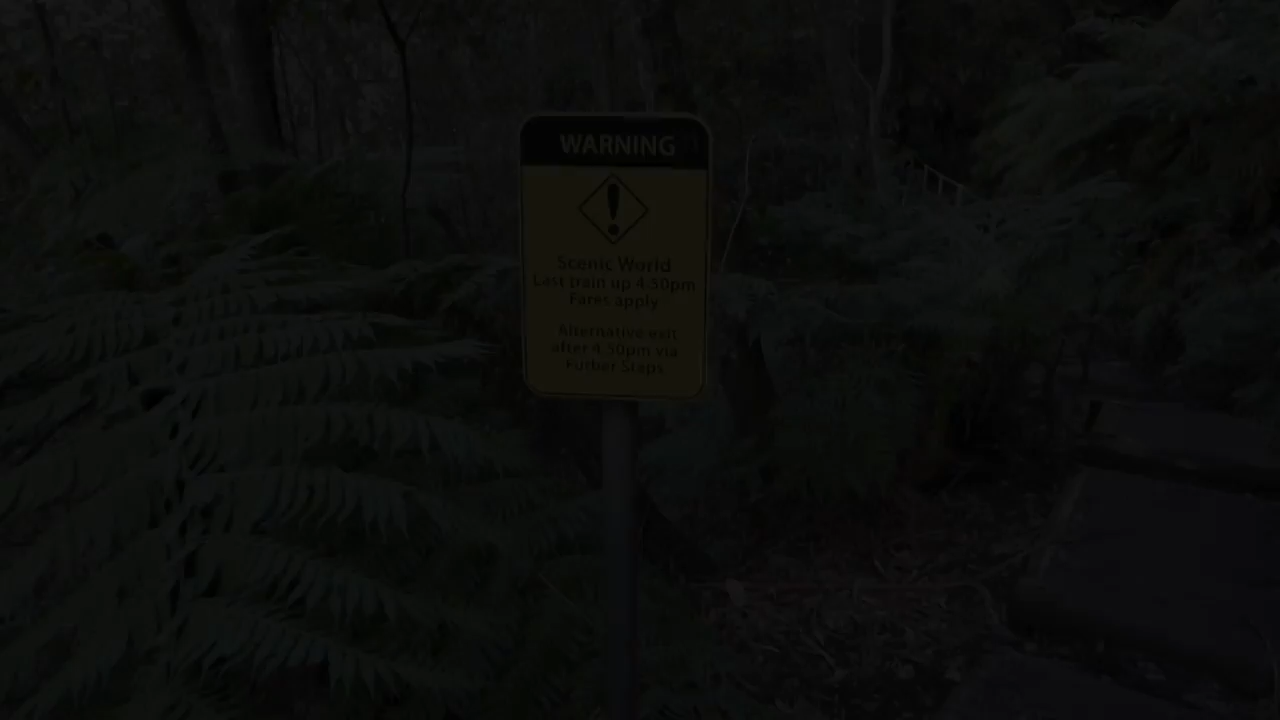 WARNING
Scenic World
Last train up 4.50pm
Fares apply
Alternative exit
after 4.50pm via
Furber Steps